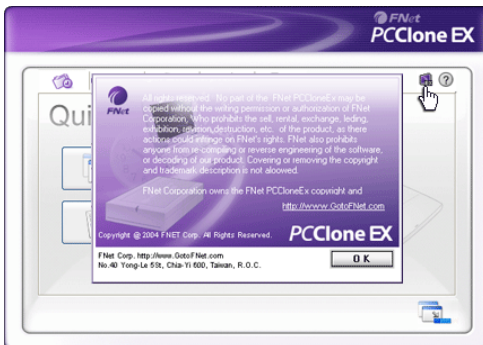 FNet
PCClone EX
Qui
FNet
All rights reserved. No part of the FNet PCCloneEx may be
copied without the writing permission or authorization of FNet
Corporation, Who prohibits the sell, rental, exchange, leding,
exhibition, revision,destruction, etc. of the product, as there
actions could infringe on FNet's rights. FNet also prohibits
anyone from re-compiling or reverse engineering of the software,
or decoding of our product. Covering or removing the copyright
and trademark description is not aloowed.
FNet Corporation owns the FNet PCCloneEx copyright and
http://www.GotoFNet.com
Copyright @ 2004 FNET Corp. All Rights Reserved.
PCClone EX
FNet Corp. http://www.GotoFNet.com
No.40 Yong-Le 5St, Chia-Yi 600, Taiwan, R.O.C.
OK